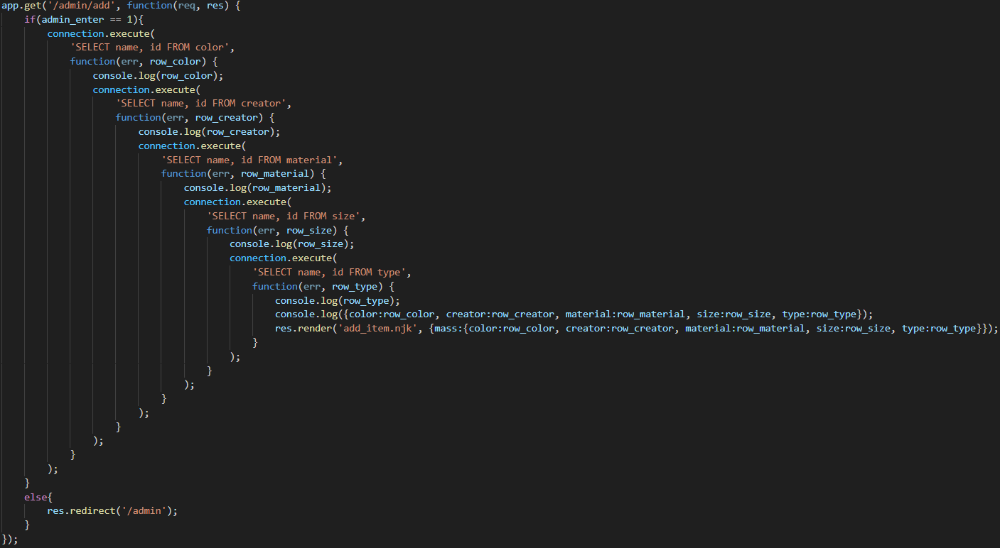 app.get('/admin/add', function(req, res) {
    if(admin_enter == 1){
        connection.execute(
            'SELECT name, id FROM color',
            function(err, row_color) {
                console.log(row_color);
                connection.execute(
                    'SELECT name, id FROM creator',
                    function(err, row_creator) {
                        console.log(row_creator);
                        connection.execute(
                            'SELECT name, id FROM material',
                            function(err, row_material) {
                                console.log(row_material);
                                connection.execute(
                                    'SELECT name, id FROM size',
                                    function(err, row_size) {
                                        console.log(row_size);
                                        connection.execute(
                                            'SELECT name, id FROM type',
                                            function(err, row_type) {
                                                console.log(row_type);
                                                console.log({color:row_color, creator:row_creator, material:row_material, size:row_size, type:row_type});
                                                res.render('add_item.njk', {mass:{color:row_color, creator:row_creator, material:row_material, size:row_size, type:row_type}});
                                            }
                                        );
                                    }
                                );
                            }
                        );
                    }
                );
            }
        );
    }
    else{
        res.redirect('/admin');
    }
});